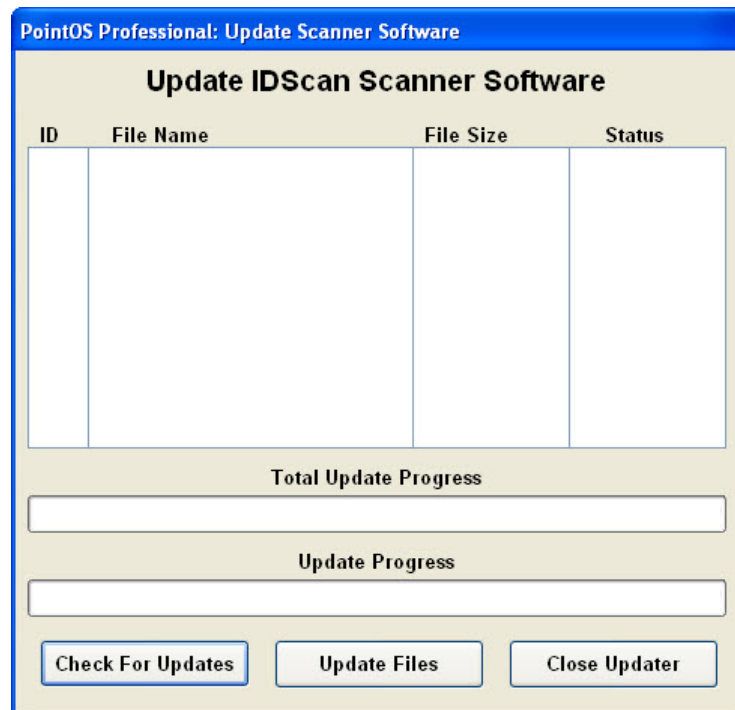 PointOS Professional: Update Scanner Software
Update IDScan Scanner Software
ID File Name File Size Status
Total Update Progress
Update Progress
Check For Updates Update Files Close Updater